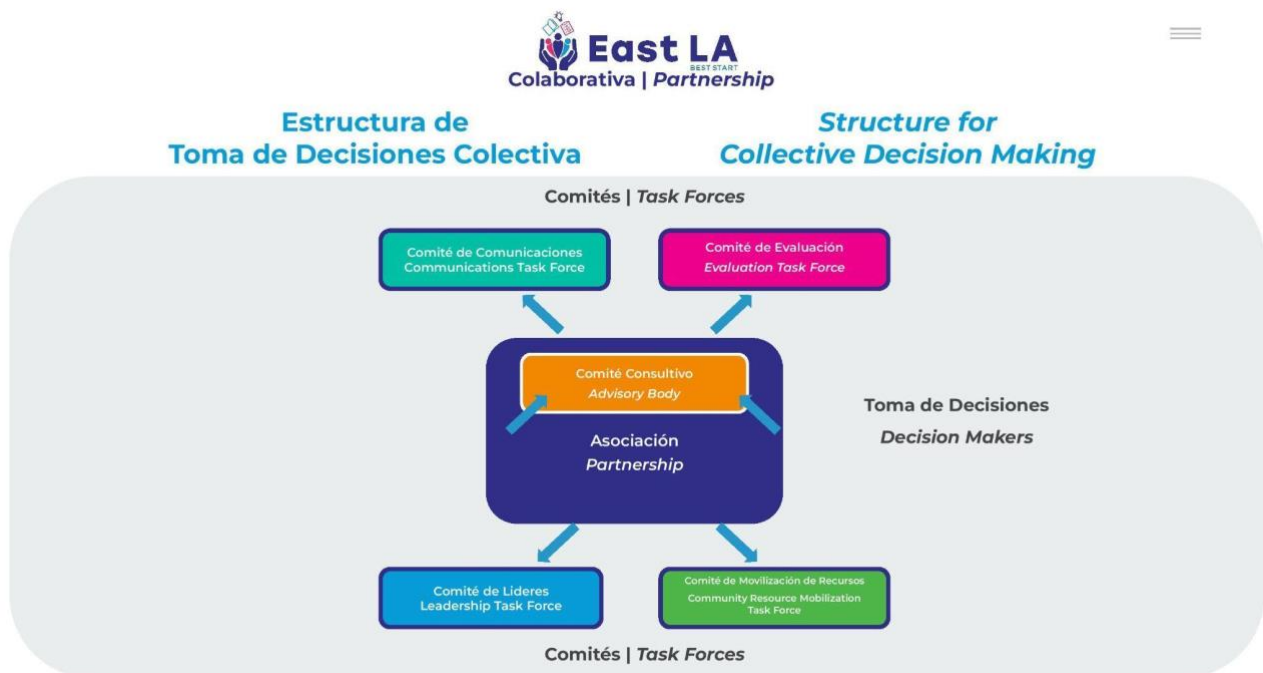 East LA
BEST START
Colaborativa | Partnership
Estructura de
Toma de Decisiones Colectiva
Structure for
Collective Decision Making
Comités | Task Forces
Comité de Comunicaciones
Communications Task Force
Comité de Evaluación
Evaluation Task Force
Comité Consultivo
Advisory Body
Asociación
Partnership
Toma de Decisiones
Decision Makers
Comité de Lideres
Leadership Task Force
Comité de Movilización de Recursos
Community Resource Mobilization
Task Force
Comités | Task Forces